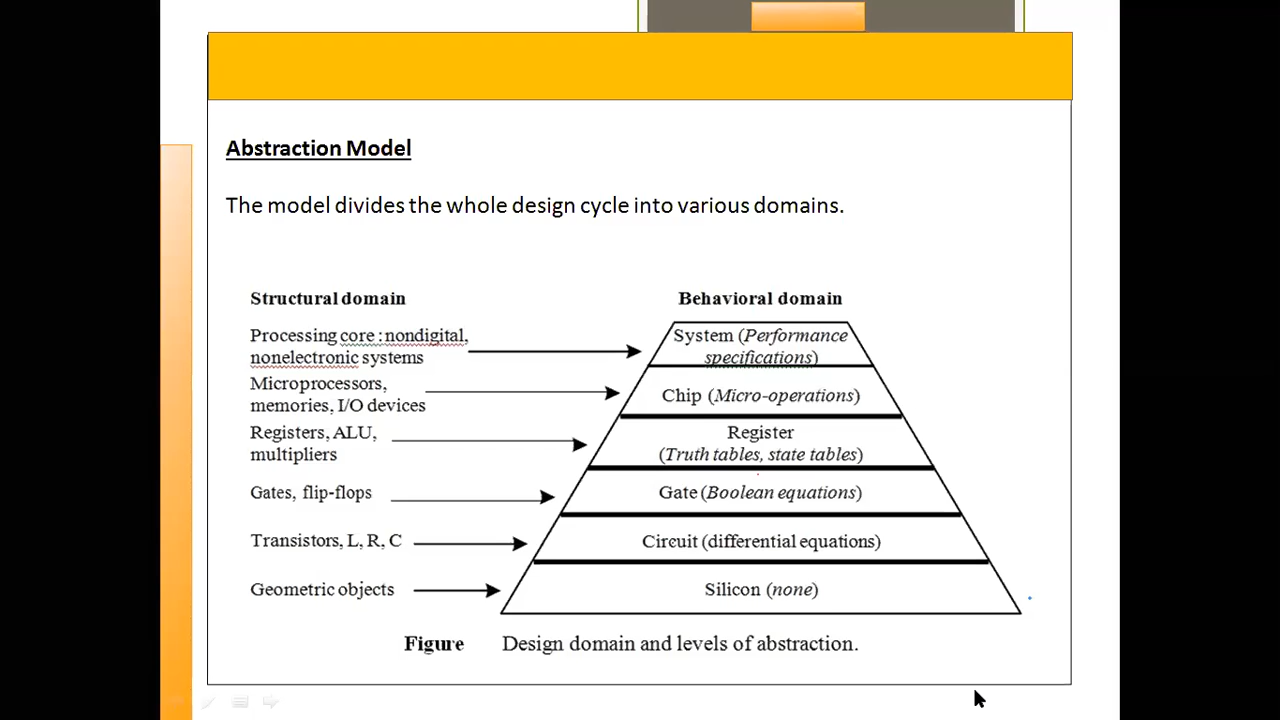 Abstraction Model
The model divides the whole design cycle into various domains.
Structural domain
Behavioral domain
Processing core : nondigital,
nonelectronic systems
System (Performance
specifications)
Microprocessors,
memories, I/O devices
Chip (Micro-operations)
Registers, ALU,
multipliers
Register
(Truth tables, state tables)
Gates, flip-flops
Gate (Boolean equations)
Transistors, L, R, C
Circuit (differential equations)
Geometric objects
Silicon (none)
Figure Design domain and levels of abstraction.